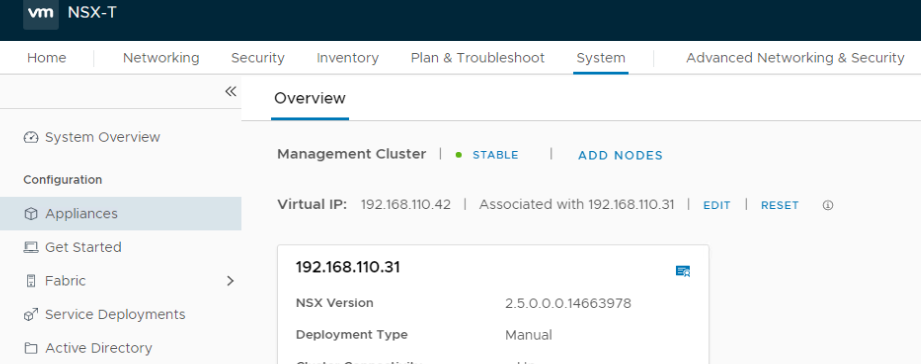 vm NSX-T
Home Networking Security Inventory Plan & Troubleshoot System Advanced Networking & Security
Overview
System Overview
Management Cluster | STABLE | ADD NODES
Configuration
Virtual IP: 192.168.110.42 | Associated with 192.168.110.31 | EDIT | RESET
Appliances
Get Started
192.168.110.31
Fabric
NSX Version 2.5.0.0.0.14663978
Service Deployments
Deployment Type Manual
Active Directory